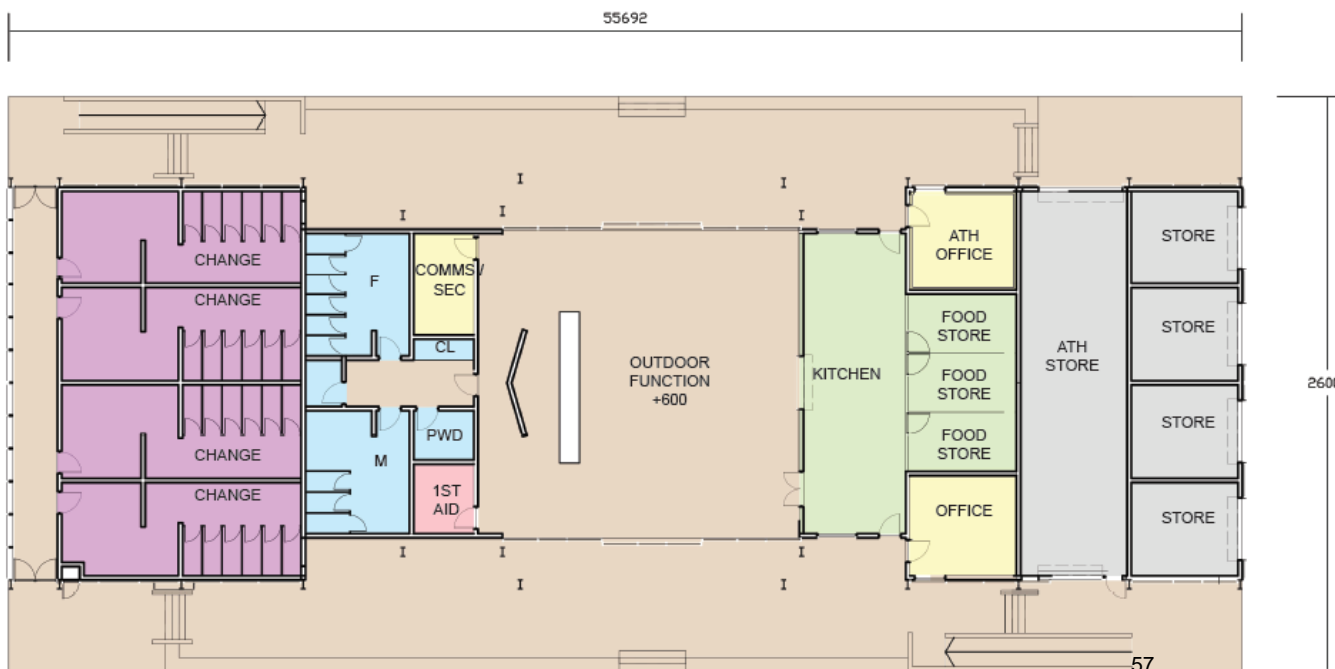 55692
CHANGE
CHANGE
CHANGE
CHANGE
F
COMMS/
SEC
CL
PWD
M
1ST
AID
OUTDOOR
FUNCTION
+600
KITCHEN
ATH
OFFICE
FOOD
STORE
FOOD
STORE
FOOD
STORE
OFFICE
ATH
STORE
STORE
STORE
STORE
STORE
57